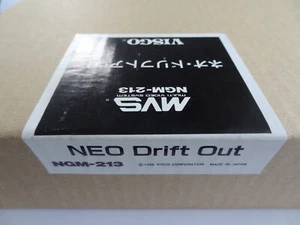 VISCO
ネオ・ドリフトアウト
NGM-213
MULTI VIDEO SYSTEM
MVS
NEO Drift Out
NGM-213
©1996 VISCO CORPORATION MADE IN JAPAN